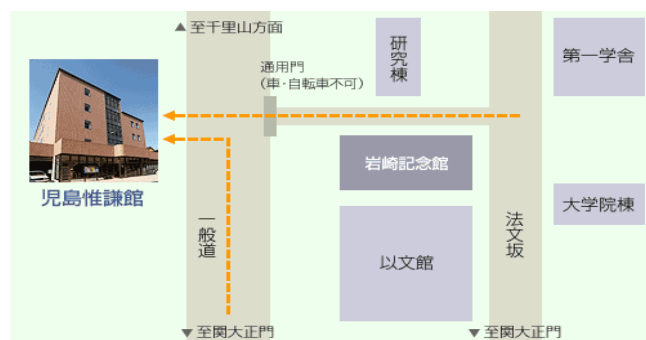 ▲至千里山方面
通用門
(車・自転車不可)
研究棟
第一学舎
児島惟謙館
岩崎記念館
大学院棟
一般道
以文館
法文坂
▼至関大正門
▼至関大正門